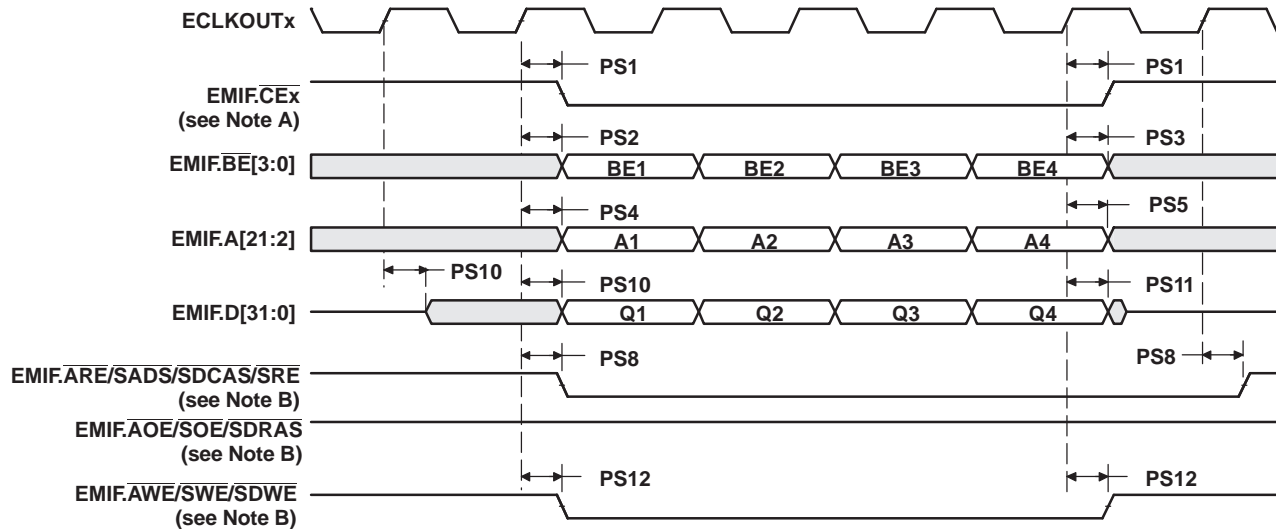 ECLKOUTx
PS1 PS1
EMIF.CEx
(see Note A)
PS2 PS3
EMIF.BE[3:0] BE1 BE2 BE3 BE4
PS4 PS5
EMIF.A[21:2] A1 A2 A3 A4
PS10 PS10 PS11
EMIF.D[31:0] Q1 Q2 Q3 Q4
PS8 PS8
EMIF.ARE/SADS/SDCAS/SRE
(see Note B)
EMIF.AOE/SOE/SDRAS
(see Note B)
PS12 PS12
EMIF.AWE/SWE/SDWE
(see Note B)